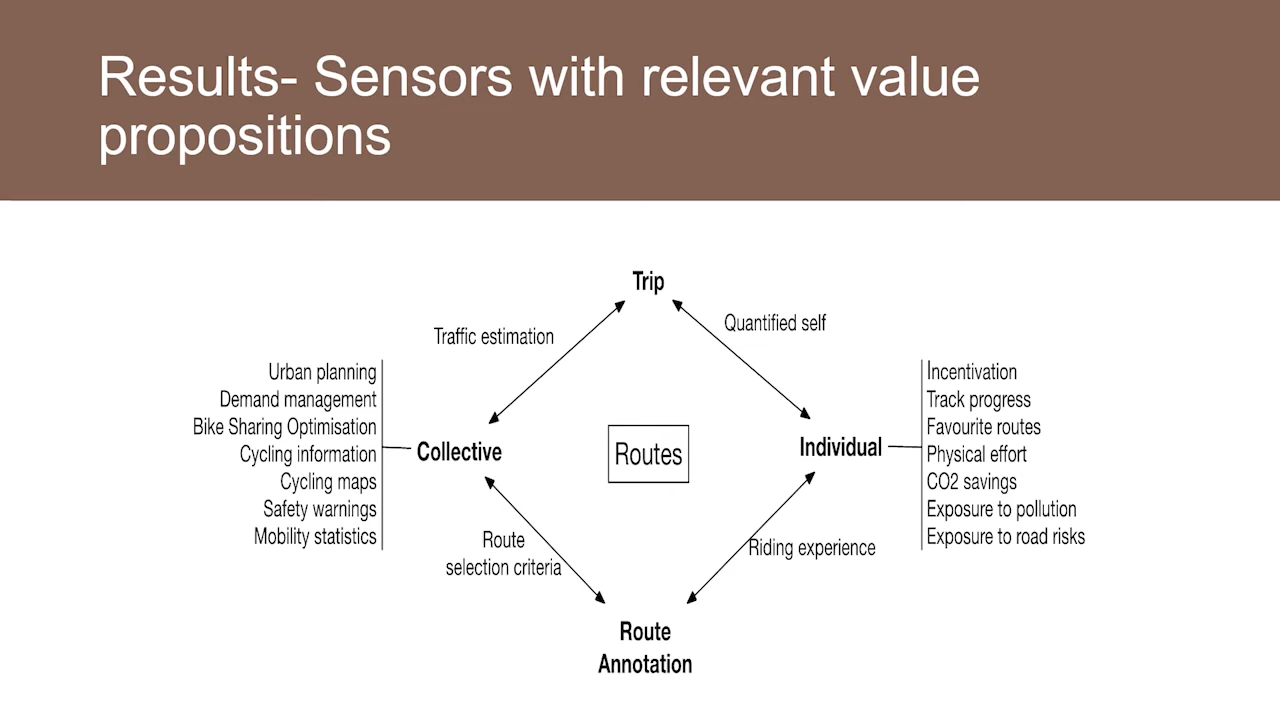 Results- Sensors with relevant value
propositions
Trip
Traffic estimation
Quantified self
Urban planning
Demand management
Bike Sharing Optimisation
Cycling information
Cycling maps
Safety warnings
Mobility statistics
Collective
Routes
Individual
Incentivation
Track progress
Favourite routes
Physical effort
CO2 savings
Exposure to pollution
Exposure to road risks
Route
selection criteria
Riding experience
Route
Annotation